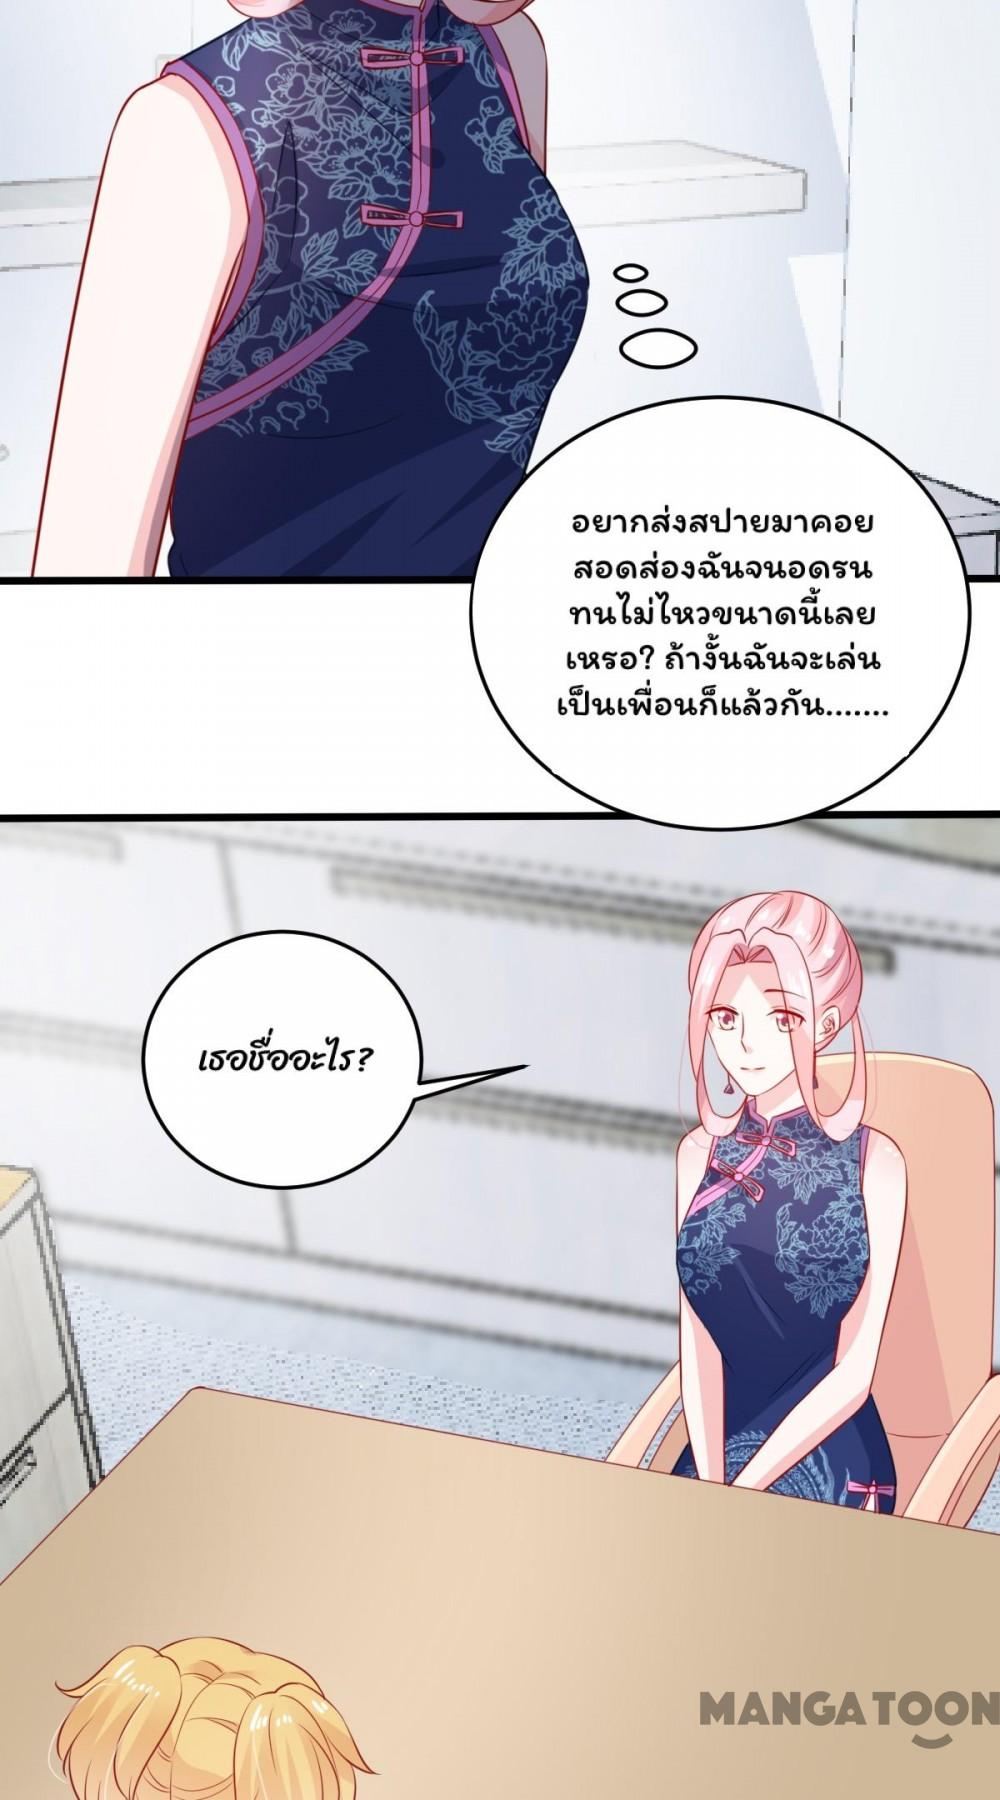 อยากส่งสปายมาคอย
สอดส่องฉันจนอดรน
ทนไม่ไหวขนาดนี้เลย
เหรอ? ถ้างั้นฉันจะเล่น
เป็นเพื่อนก็แล้วกัน.......
เธอชื่ออะไร?
MANGATOON